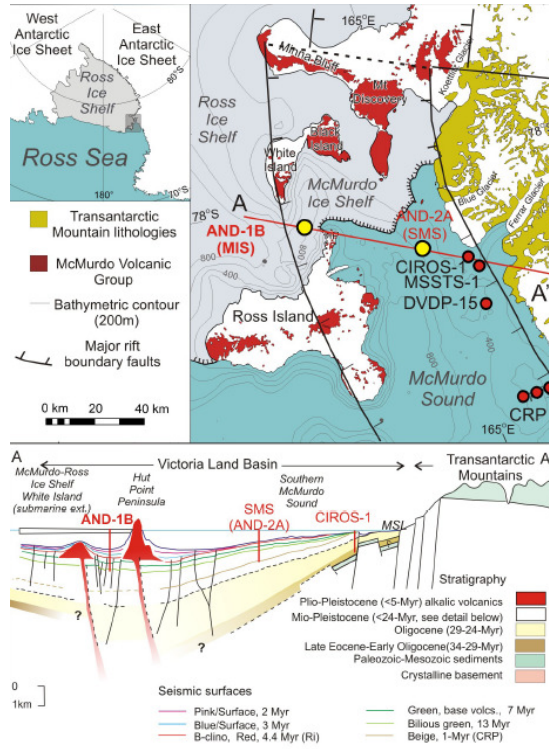 West Antarctic Ice Sheet
East Antarctic Ice Sheet
Ross Ice Shelf
80°S
Ross Sea
180°
70°S
Transantarctic Mountain lithologies
McMurdo Volcanic Group
Bathymetric contour (200m)
Major rift boundary faults
0 km 20 40 km
165°E
Minna Bluff
Koettlitz Glacier
Mt Discovery
Ross Ice Shelf
Black Island
White Island
78°S
McMurdo Ice Shelf
Blue Glacier
Ferrar Glacier
A
78°S
AND-1B (MIS)
AND-2A (SMS)
CIROS-1
MSSTS-1
A'
DVDP-15
800
400
800
Ross Island
McMurdo Sound
800
400
CRP
165°E
A
Victoria Land Basin
A'
McMurdo-Ross Ice Shelf White Island (submarine ext.)
Hut Point Peninsula
Southern McMurdo Sound
Transantarctic Mountains
AND-1B
SMS (AND-2A)
CIROS-1
MSL
?
?
Stratigraphy
Plio-Pleistocene (<5-Myr) alkalic volcanics
Mio-Pleistocene (<24-Myr, see detail below)
Oligocene (29-24-Myr)
Late Eocene-Early Oligocene(34-29-Myr)
Paleozoic-Mesozoic sediments
Crystalline basement
0
1km
Seismic surfaces
Pink/Surface, 2 Myr
Blue/Surface, 3 Myr
B-clino, Red, 4.4 Myr (Ri)
Green, base volcs., 7 Myr
Bilious green, 13 Myr
Beige, 1-Myr (CRP)